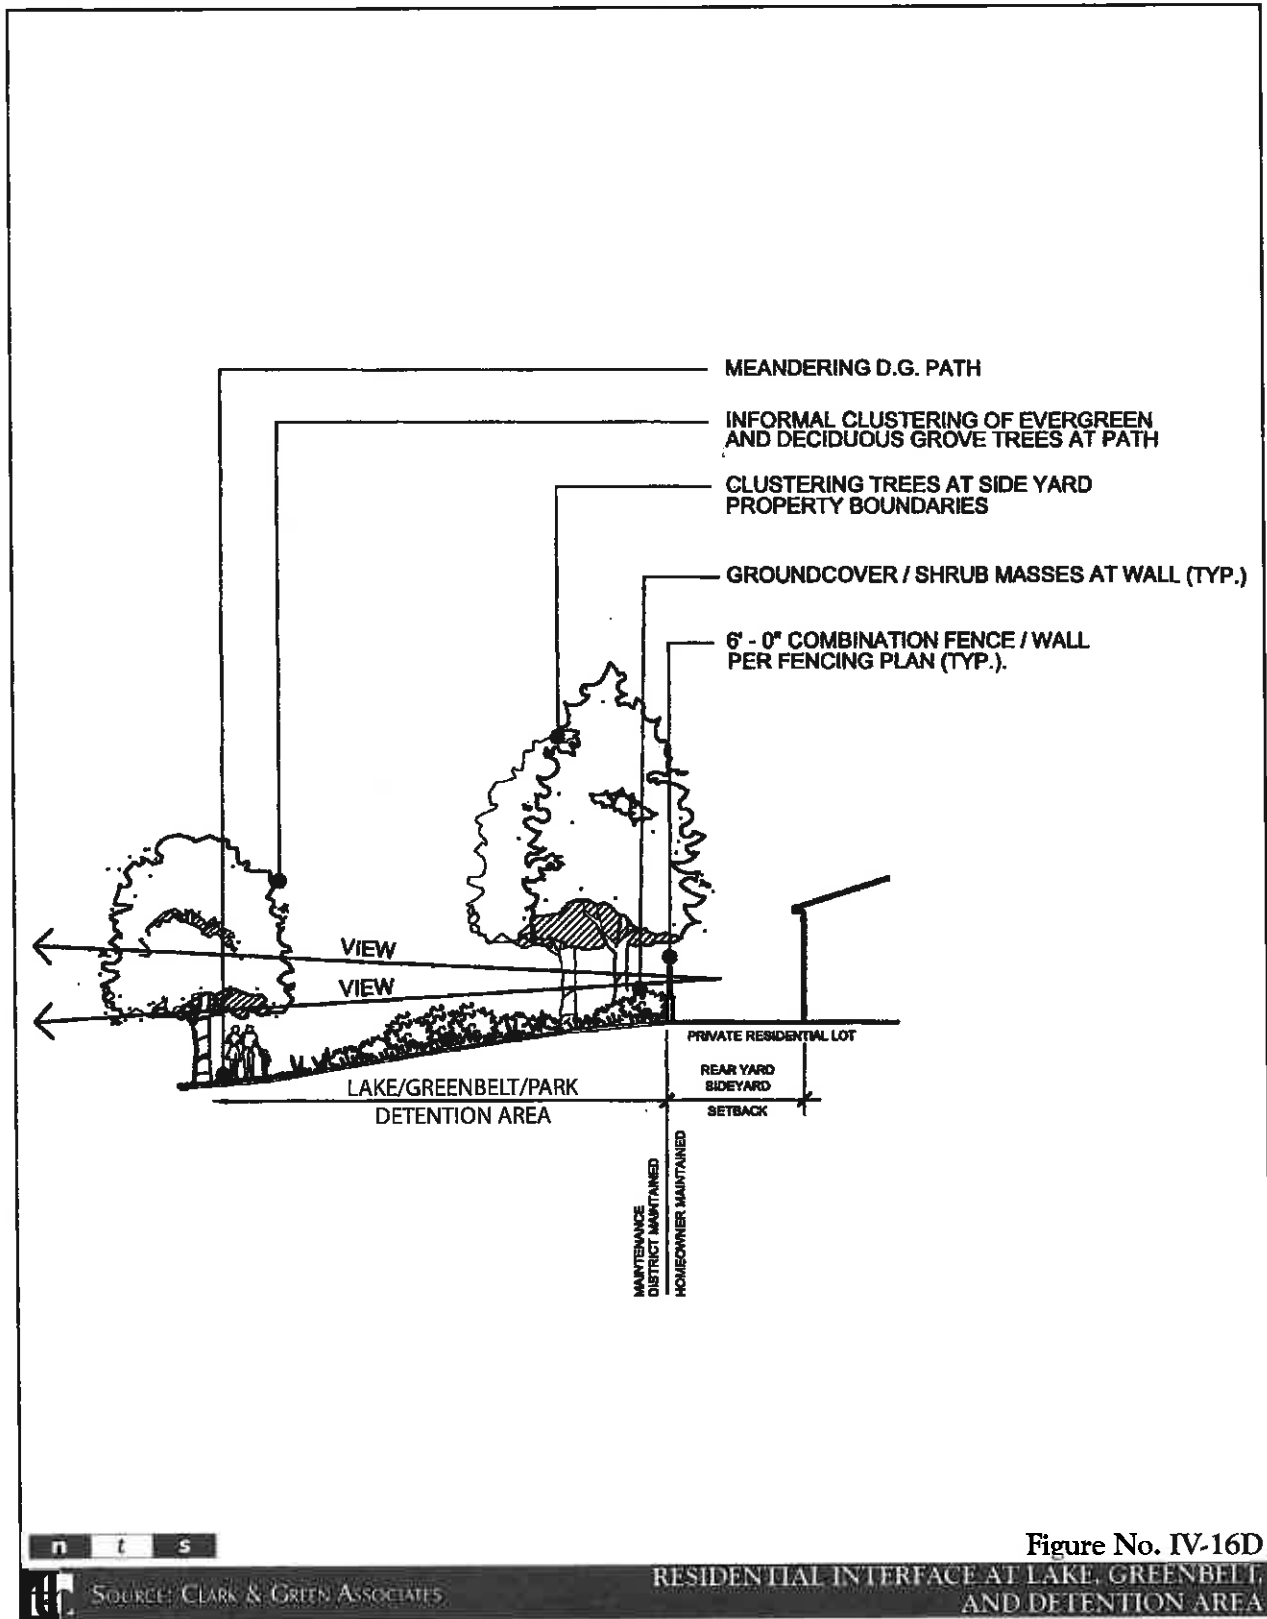 MEANDERING D.G. PATH
INFORMAL CLUSTERING OF EVERGREEN
AND DECIDUOUS GROVE TREES AT PATH
CLUSTERING TREES AT SIDE YARD
PROPERTY BOUNDARIES
GROUNDCOVER / SHRUB MASSES AT WALL (TYP.)
6' - 0" COMBINATION FENCE / WALL
PER FENCING PLAN (TYP.).
VIEW
VIEW
PRIVATE RESIDENTIAL LOT
REAR YARD
SIDEYARD
SETBACK
LAKE/GREENBELT/PARK
DETENTION AREA
MAINTENANCE
DISTRICT MAINTAINED
HOMEOWNER MAINTAINED
n t s
Figure No. IV-16D
SOURCE: CLARK & GREEN ASSOCIATES
RESIDENTIAL INTERFACE AT LAKE, GREENBELT,
AND DETENTION AREA